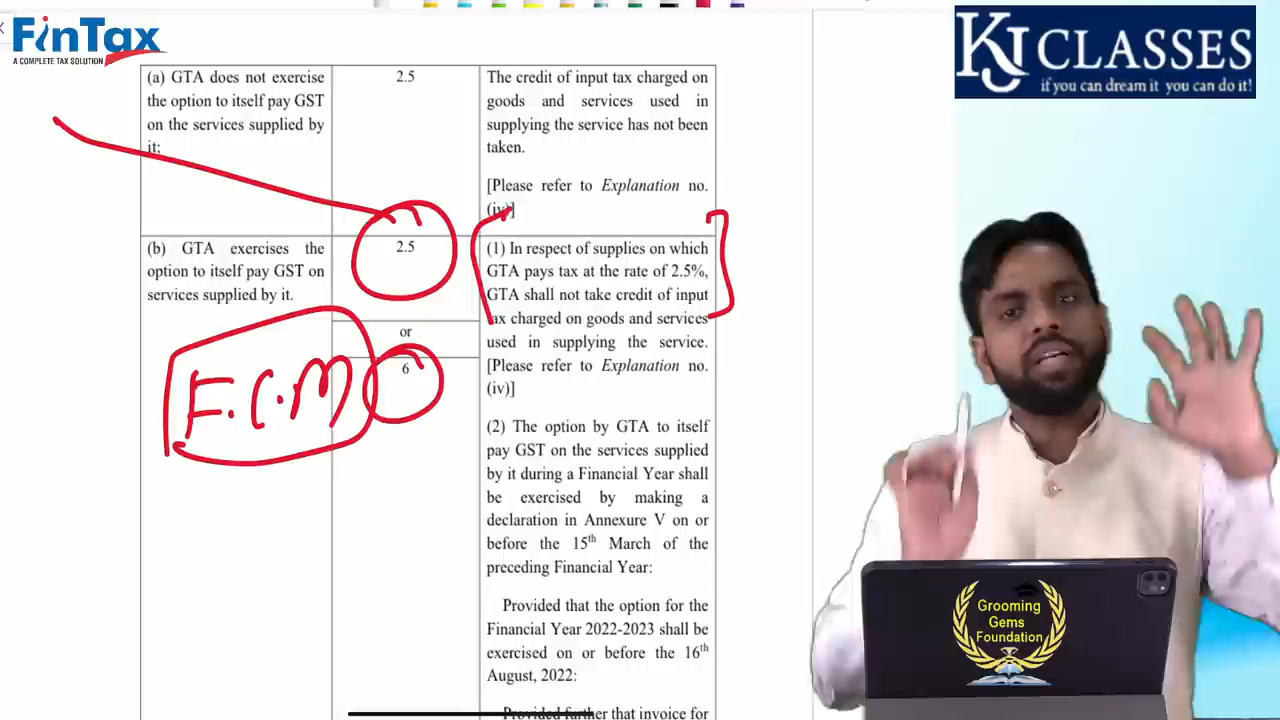 FinTax
A COMPLETE TAX SOLUTION
KJ CLASSES
if you can dream it you can do it!
(a) GTA does not exercise
the option to itself pay GST
on the services supplied by
it;
2.5
The credit of input tax charged on
goods and services used in
supplying the service has not been
taken.
[Please refer to Explanation no.
(iv)]
(b) GTA exercises the
option to itself pay GST on
services supplied by it.
2.5
or
6
F.C.M
(1) In respect of supplies on which
GTA pays tax at the rate of 2.5%,
GTA shall not take credit of input
tax charged on goods and services
used in supplying the service.
[Please refer to Explanation no.
(iv)]
(2) The option by GTA to itself
pay GST on the services supplied
by it during a Financial Year shall
be exercised by making a
declaration in Annexure V on or
before the 15th March of the
preceding Financial Year:
Provided that the option for the
Financial Year 2022-2023 shall be
exercised on or before the 16th
August, 2022:
Provided further that invoice for
Grooming
Gems
Foundation